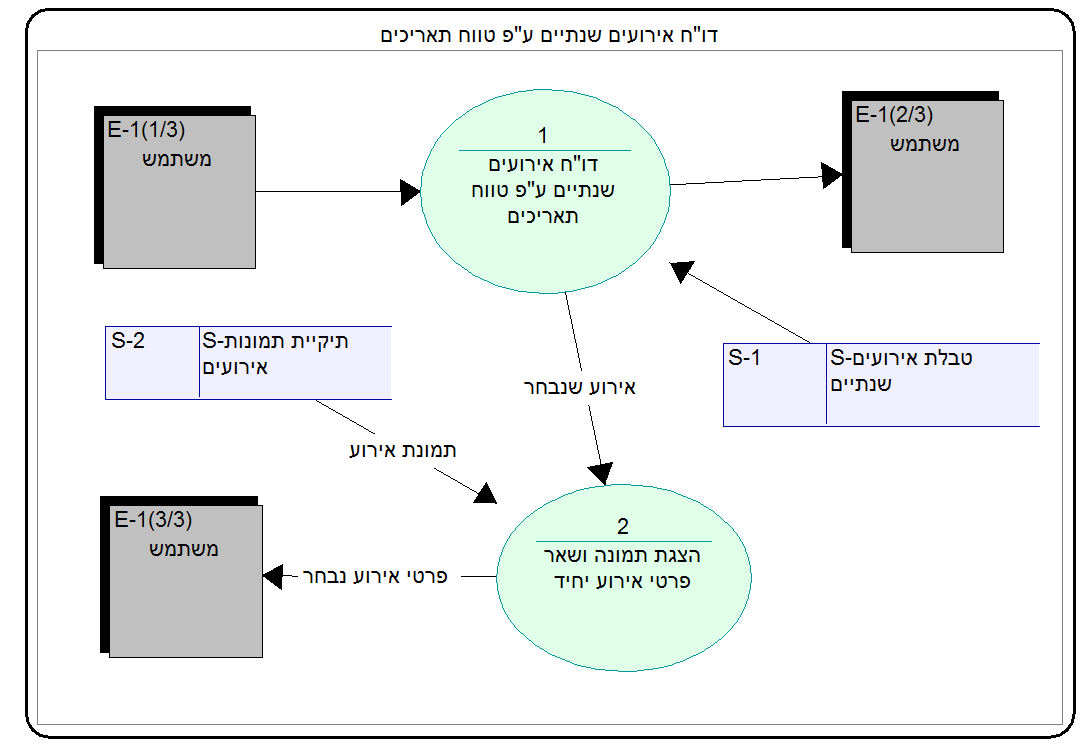 דו"ח אירועים שנתיים ע"פ טווח תאריכים
E-1(1/3)
משתמש
1
דו"ח אירועים
שנתיים ע"פ טווח
תאריכים
E-1(2/3)
משתמש
S-2
S-תיקיית תמונות
אירועים
S-1
S-טבלת אירועים
שנתיים
אירוע שנבחר
תמונת אירוע
E-1(3/3)
משתמש
פרטי אירוע נבחר
2
הצגת תמונה ושאר
פרטי אירוע יחיד